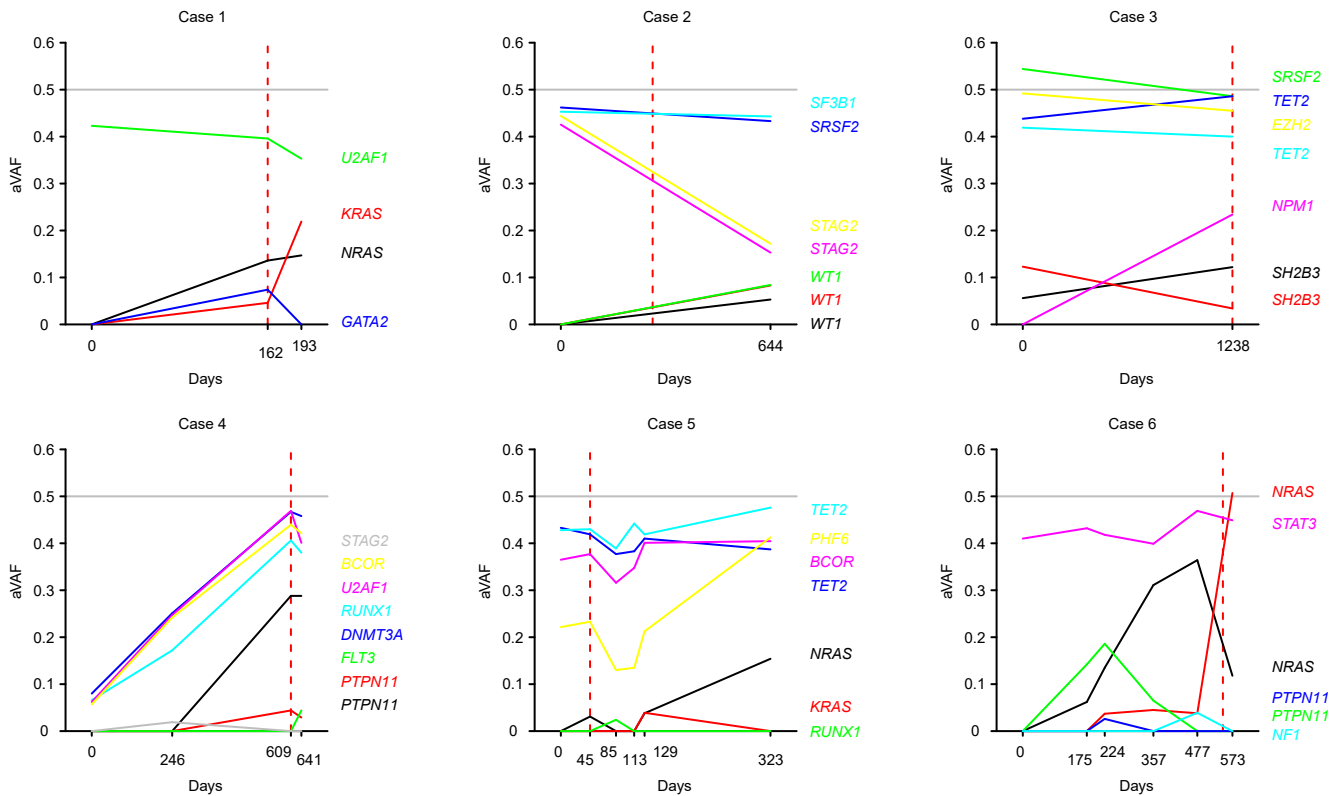 Case 1
0.6
0.5
0.4
0.3
0.2
0.1
0
aVAF
U2AF1
KRAS
NRAS
GATA2
0
162
193
Days
Case 2
0.6
0.5
0.4
0.3
0.2
0.1
0
aVAF
SF3B1
SRSF2
STAG2
STAG2
WT1
WT1
WT1
0
644
Days
Case 3
0.6
0.5
0.4
0.3
0.2
0.1
0
aVAF
SRSF2
TET2
EZH2
TET2
NPM1
SH2B3
SH2B3
0
1238
Days
Case 4
0.6
0.5
0.4
0.3
0.2
0.1
0
aVAF
STAG2
BCOR
U2AF1
RUNX1
DNMT3A
FLT3
PTPN11
PTPN11
0
246
609
641
Days
Case 5
0.6
0.5
0.4
0.3
0.2
0.1
0
aVAF
TET2
PHF6
BCOR
TET2
NRAS
KRAS
RUNX1
0
45
85
113
129
323
Days
Case 6
0.6
0.5
0.4
0.3
0.2
0.1
0
aVAF
NRAS
STAT3
NRAS
PTPN11
PTPN11
NF1
0
175
224
357
477
573
Days